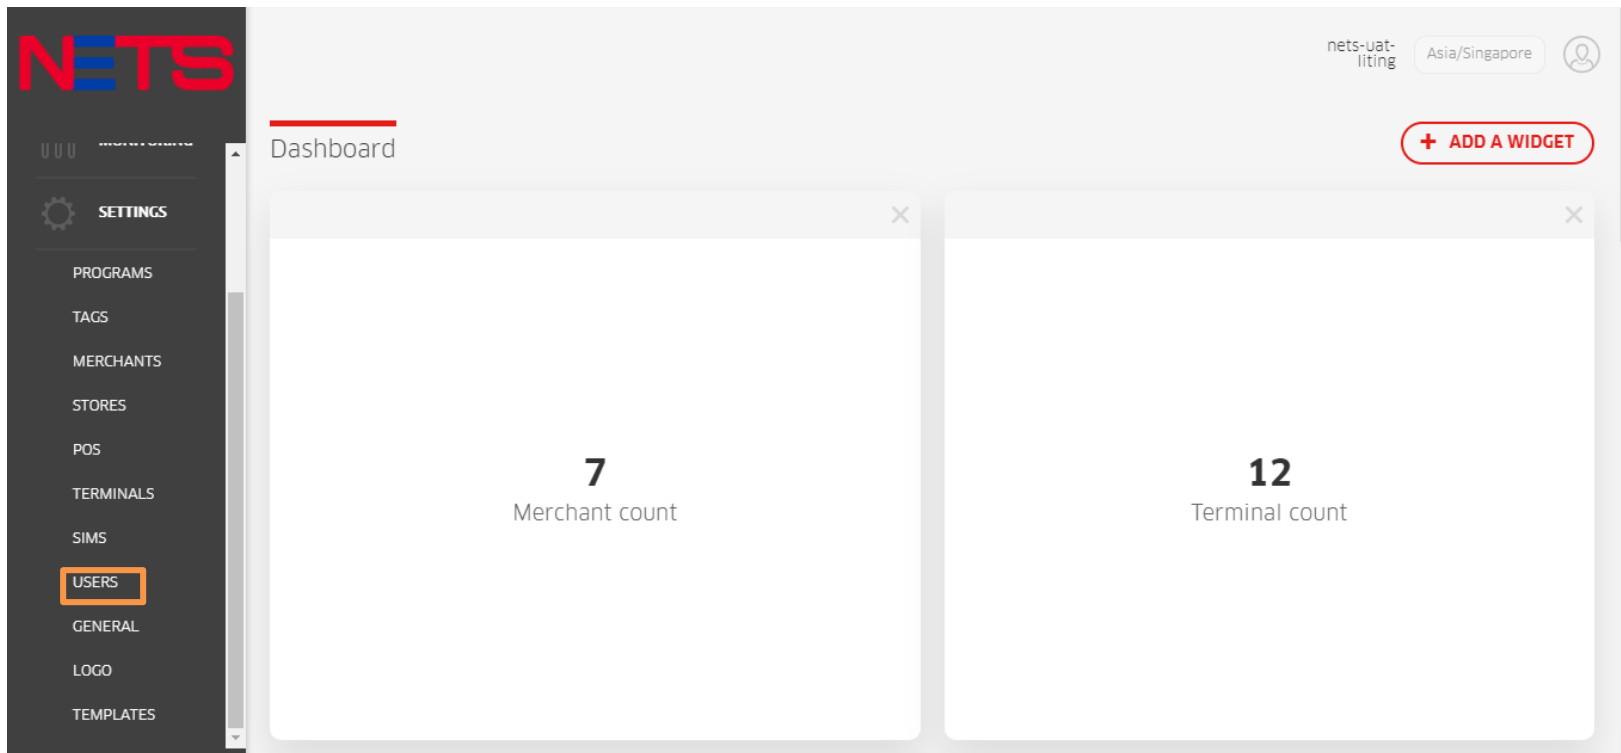 NETS
nets-uat-
liting
Asia/Singapore
Dashboard
+ ADD A WIDGET
SETTINGS
PROGRAMS
TAGS
MERCHANTS
STORES
POS
TERMINALS
SIMS
USERS
GENERAL
LOGO
TEMPLATES
7
Merchant count
12
Terminal count